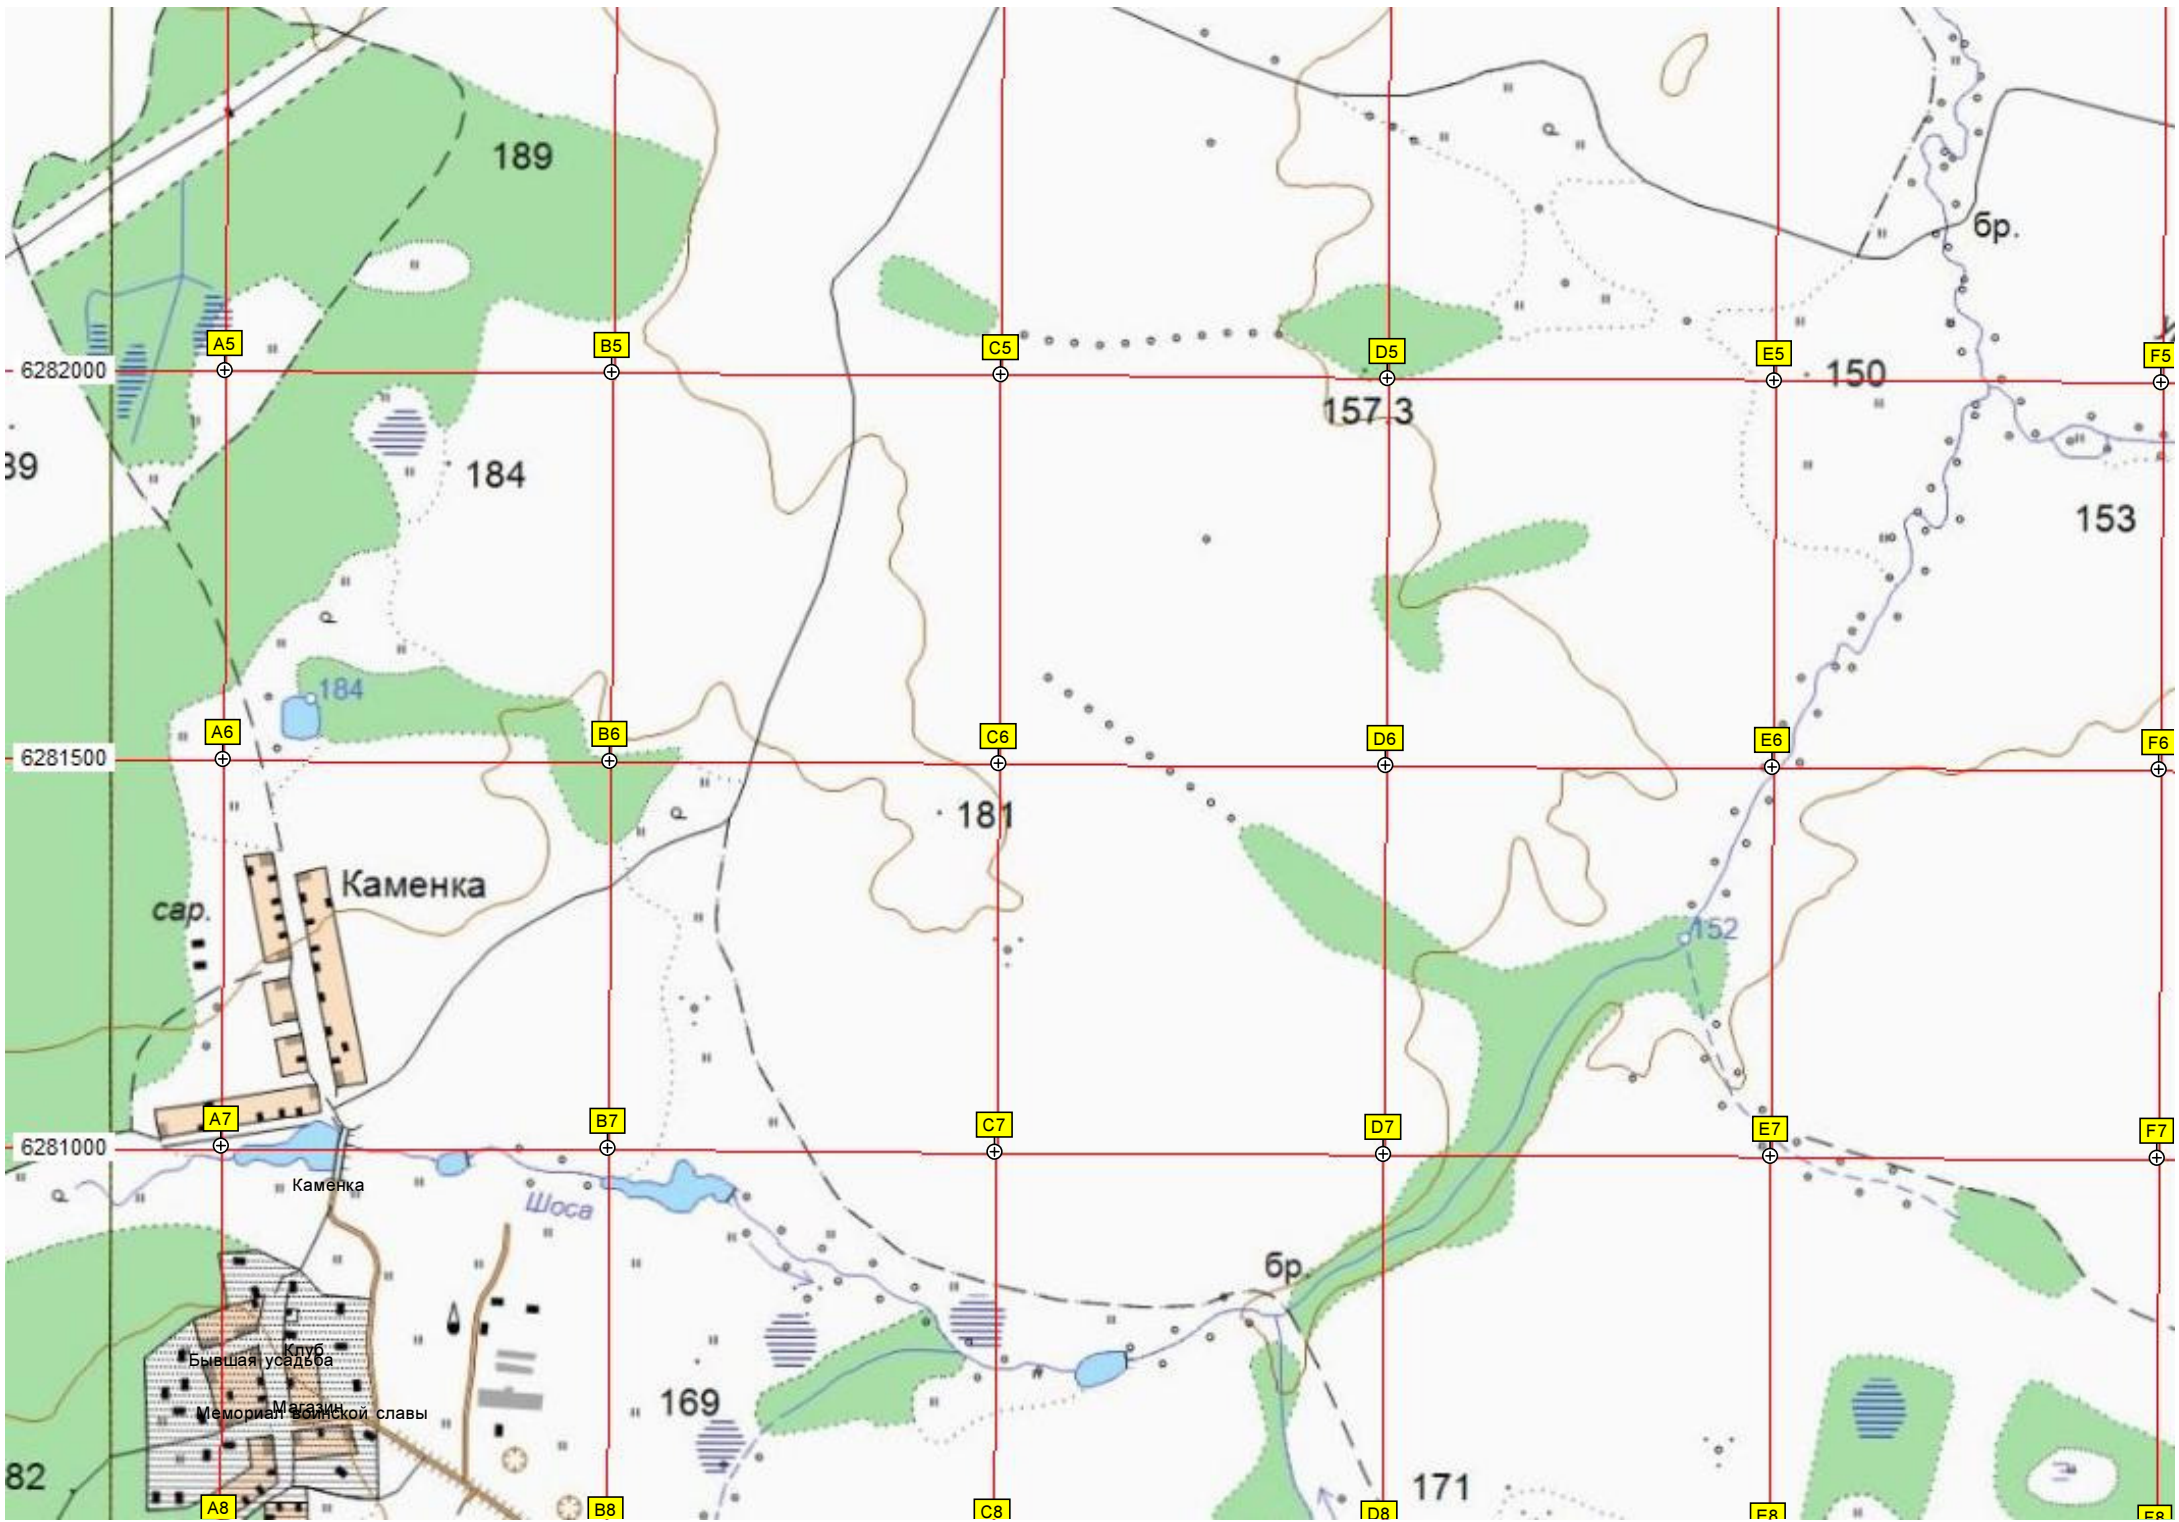 189
бр.
A5
B5
C5
D5
E5
F5
6282000
150
157.3
39
184
153
184
A6
B6
C6
D6
E6
F6
6281500
181
Каменка
сар.
152
A7
B7
C7
D7
E7
F7
6281000
Каменка
Шоса
бр.
Клуб
Бывшая усадьба
Магазин
Мемориал воинской славы
169
82
171
A8
B8
C8
D8
E8
F8